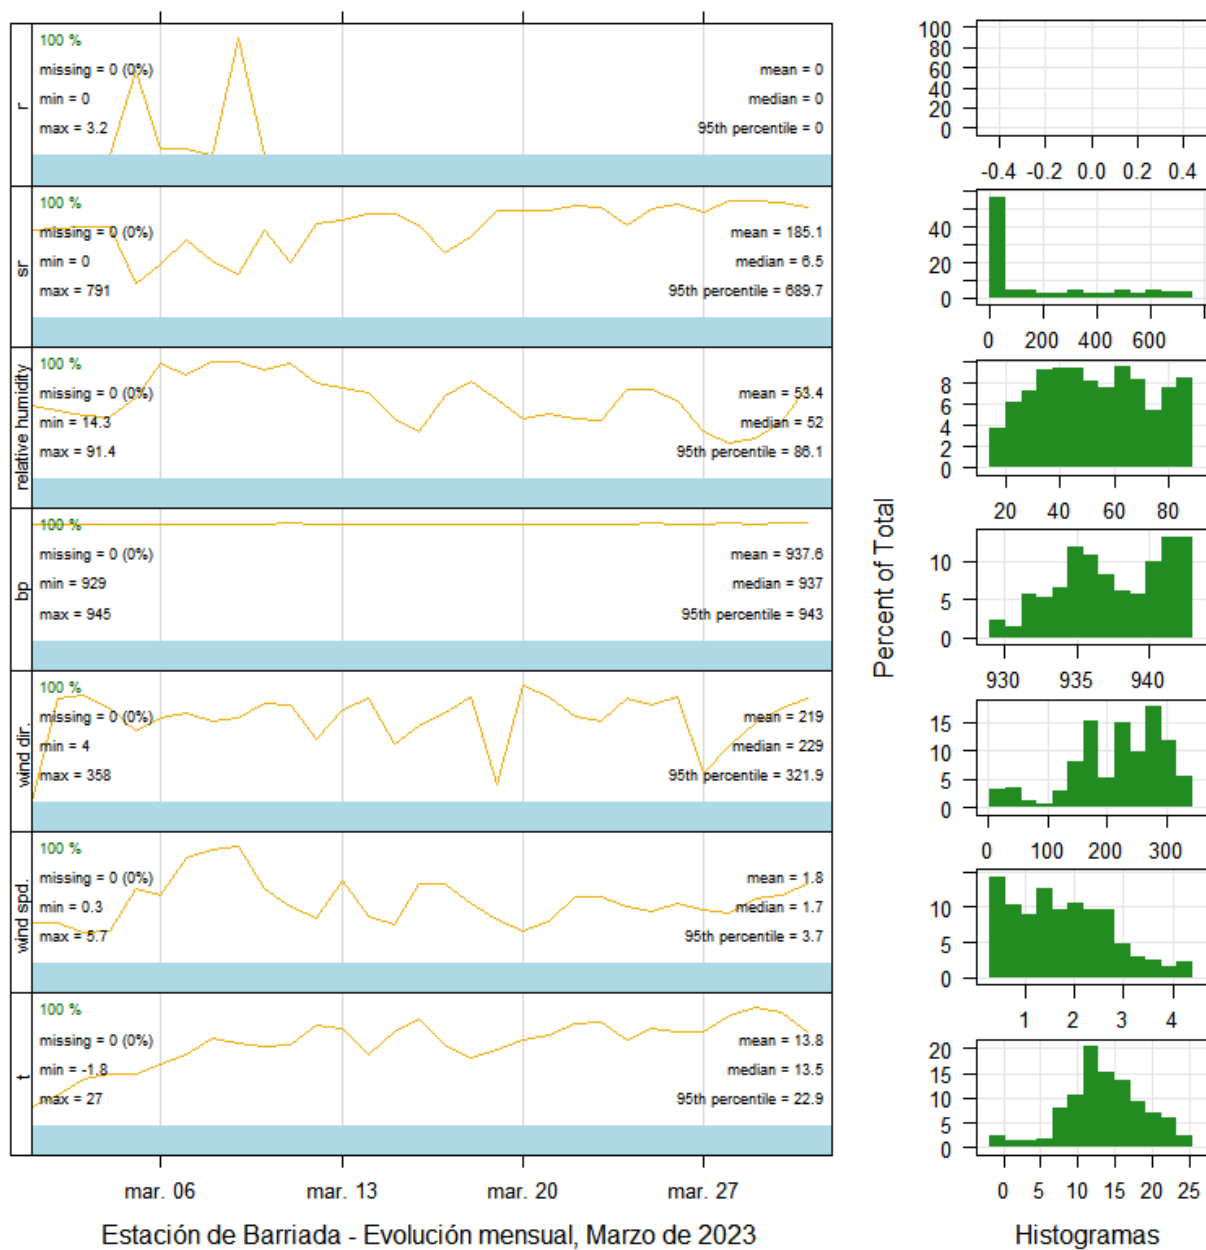 r
100 %
missing = 0 (0%)
min = 0
max = 3.2
mean = 0
median = 0
95th percentile = 0
sr
100 %
missing = 0 (0%)
min = 0
max = 791
mean = 185.1
median = 6.5
95th percentile = 689.7
relative humidity
100 %
missing = 0 (0%)
min = 14.3
max = 91.4
mean = 53.4
median = 52
95th percentile = 86.1
bp
100 %
missing = 0 (0%)
min = 929
max = 945
mean = 937.6
median = 937
95th percentile = 943
wind dir.
100 %
missing = 0 (0%)
min = 4
max = 358
mean = 219
median = 229
95th percentile = 321.9
wind spd.
100 %
missing = 0 (0%)
min = 0.3
max = 5.7
mean = 1.8
median = 1.7
95th percentile = 3.7
t
100 %
missing = 0 (0%)
min = -1.8
max = 27
mean = 13.8
median = 13.5
95th percentile = 22.9
mar. 06 mar. 13 mar. 20 mar. 27
Estación de Barriada - Evolución mensual, Marzo de 2023
Percent of Total
100
80
60
40
20
0
-0.4 -0.2 0.0 0.2 0.4
40
20
0
0 200 400 600
8
6
4
2
0
20 40 60 80
10
5
0
930 935 940
15
10
5
0
0 100 200 300
10
5
0
1 2 3 4
20
15
10
5
0
0 5 10 15 20 25
Histogramas